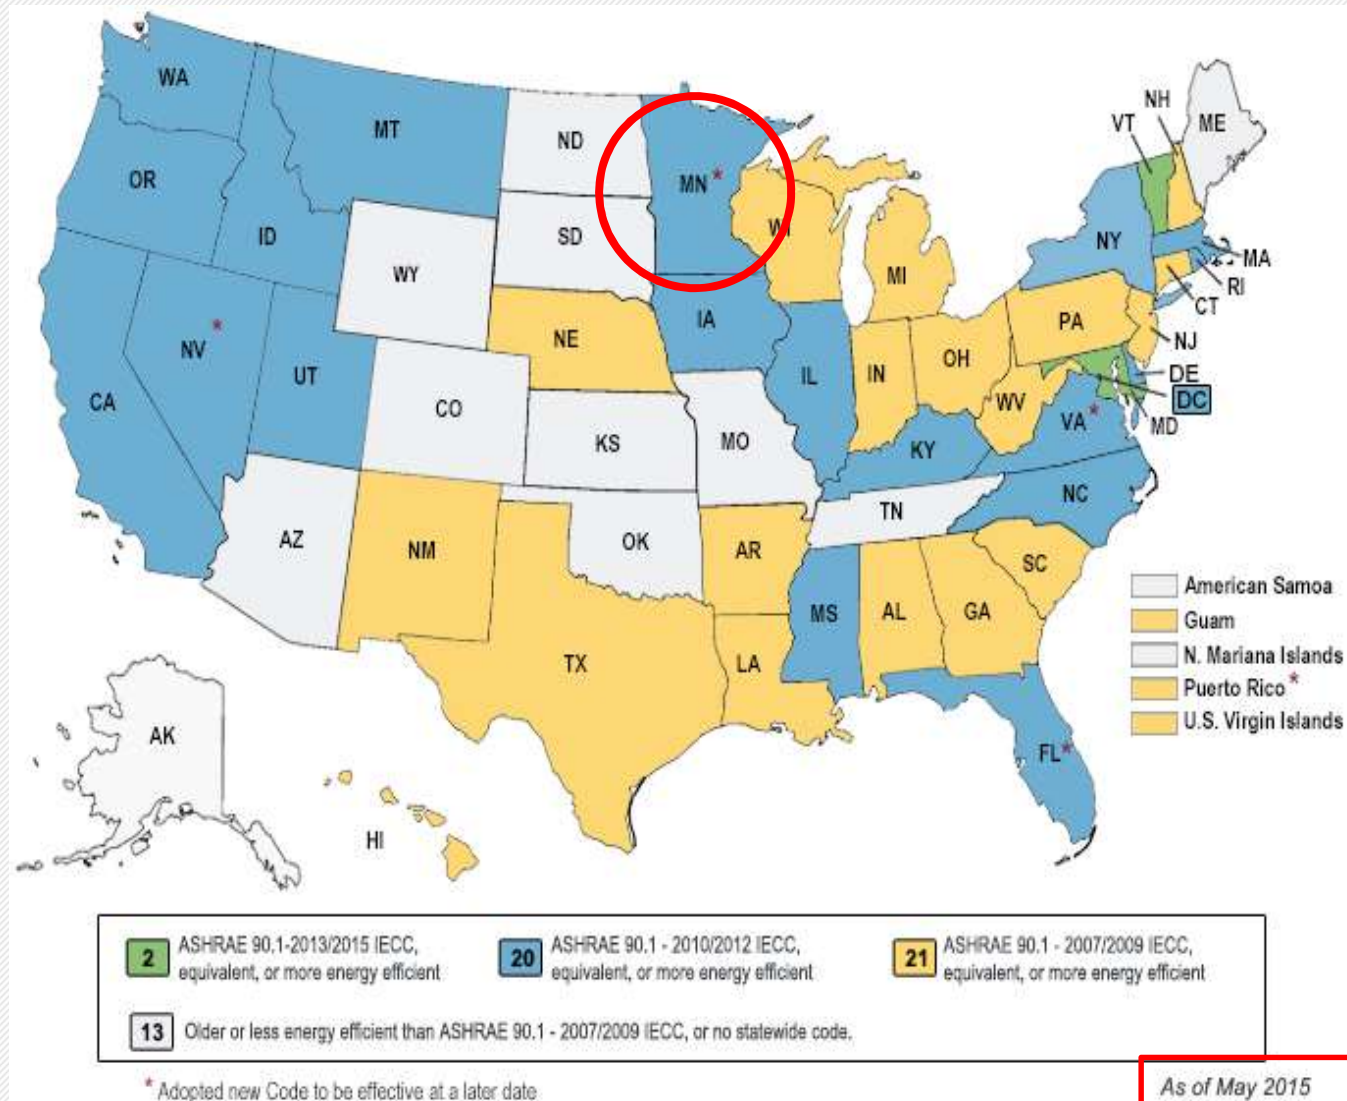 WA
MT
ND
MN *
OR
ID
SD
WY
WI
MI
NH
VT
ME
NY
MA
RI
CT
NV *
UT
CA
NE
IA
IL
IN
OH
PA
NJ
DE
DC
MD
WV
VA *
CO
KS
MO
KY
NC
TN
AZ
NM
OK
AR
SC
MS
AL
GA
TX
LA
FL *
AK
HI
American Samoa
Guam
N. Mariana Islands
Puerto Rico *
U.S. Virgin Islands
2 ASHRAE 90.1-2013/2015 IECC,
equivalent, or more energy efficient
20 ASHRAE 90.1 - 2010/2012 IECC,
equivalent, or more energy efficient
21 ASHRAE 90.1 - 2007/2009 IECC,
equivalent, or more energy efficient
13 Older or less energy efficient than ASHRAE 90.1 - 2007/2009 IECC, or no statewide code.
* Adopted new Code to be effective at a later date
As of May 2015